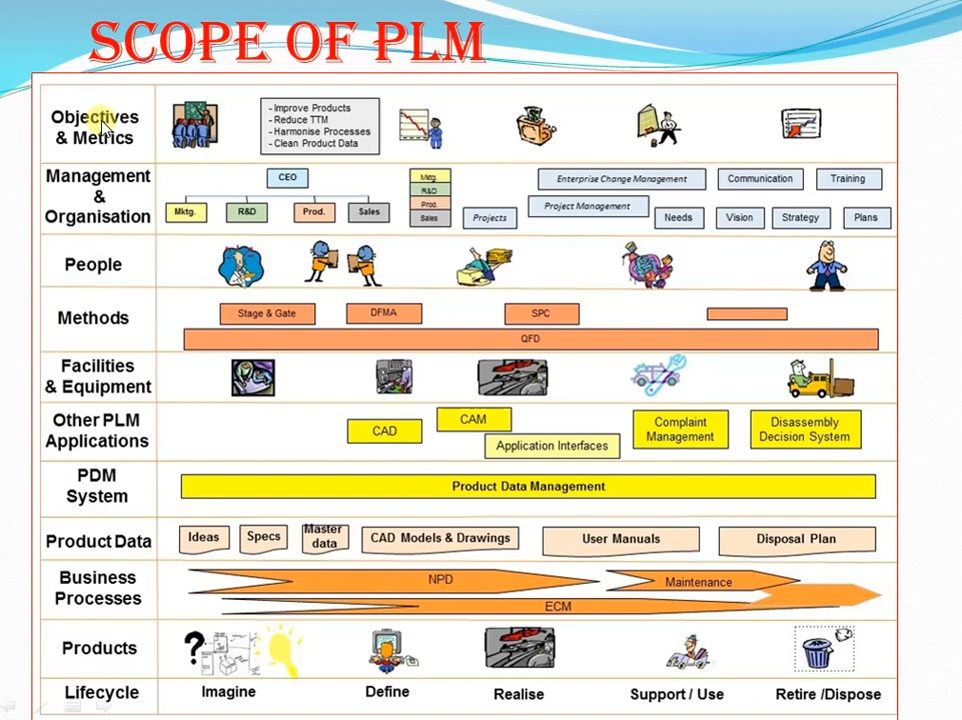 SCOPE OF PLM
Objectives
& Metrics
- Improve Products
- Reduce TTM
- Harmonise Processes
- Clean Product Data
Management
&
Organisation
CEO
Mktg.
R&D
Prod.
Sales
Mktg.
R&D
Prod.
Sales
Projects
Enterprise Change Management
Project Management
Communication
Training
Needs
Vision
Strategy
Plans
People
Methods
Stage & Gate
DFMA
SPC
QFD
Facilities
& Equipment
Other PLM
Applications
CAD
CAM
Application Interfaces
Complaint
Management
Disassembly
Decision System
PDM
System
Product Data Management
Product Data
Ideas
Specs
Master
data
CAD Models & Drawings
User Manuals
Disposal Plan
Business
Processes
NPD
Maintenance
ECM
Products
?
Lifecycle
Imagine
Define
Realise
Support / Use
Retire /Dispose